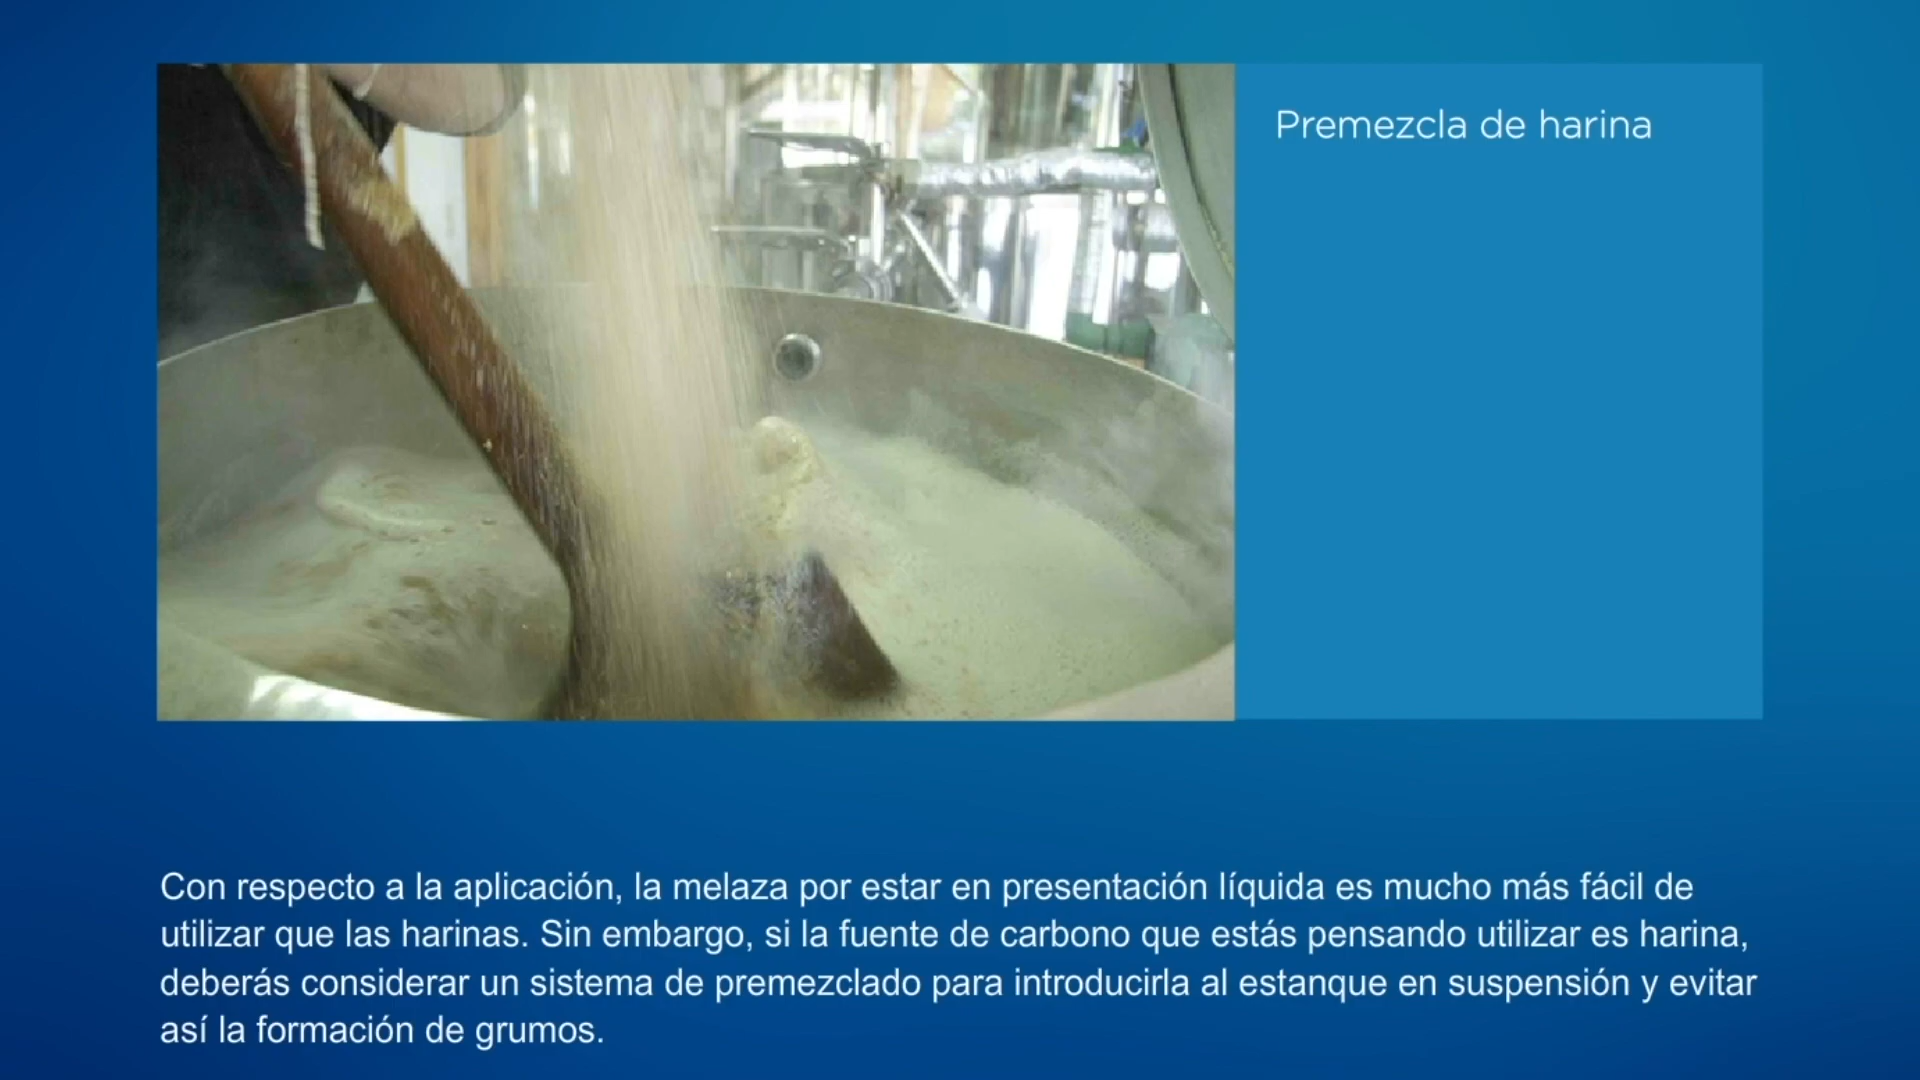 Premezcla de harina
Con respecto a la aplicación, la melaza por estar en presentación líquida es mucho más fácil de
utilizar que las harinas. Sin embargo, si la fuente de carbono que estás pensando utilizar es harina,
deberás considerar un sistema de premezclado para introducirla al estanque en suspensión y evitar
así la formación de grumos.